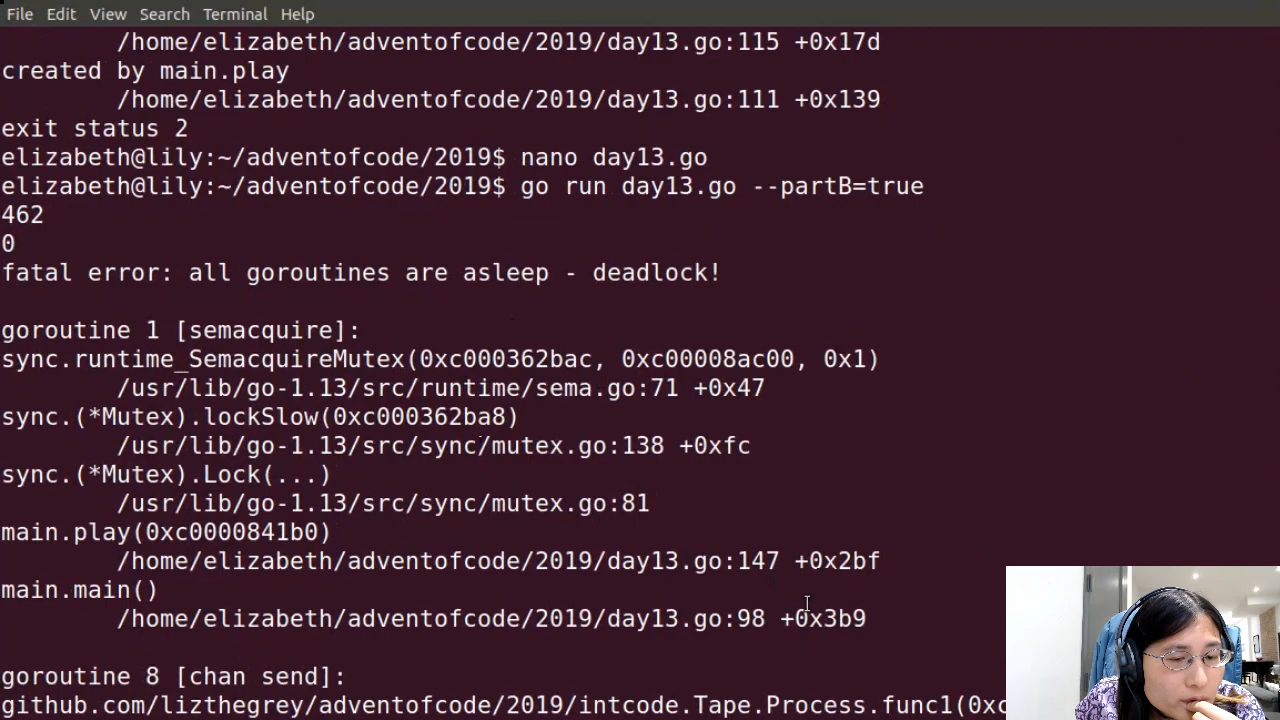 File Edit View Search Terminal Help
/home/elizabeth/adventofcode/2019/day13.go:115 +0x17d
created by main.play
/home/elizabeth/adventofcode/2019/day13.go:111 +0x139
exit status 2
elizabeth@lily:~/adventofcode/2019$ nano day13.go
elizabeth@lily:~/adventofcode/2019$ go run day13.go --partB=true
462
0
fatal error: all goroutines are asleep - deadlock!
goroutine 1 [semacquire]:
sync.runtime_SemacquireMutex(0xc000362bac, 0xc00008ac00, 0x1)
/usr/lib/go-1.13/src/runtime/sema.go:71 +0x47
sync.(*Mutex).lockSlow(0xc000362ba8)
/usr/lib/go-1.13/src/sync/mutex.go:138 +0xfc
sync.(*Mutex).Lock(...)
/usr/lib/go-1.13/src/sync/mutex.go:81
main.play(0xc0000841b0)
/home/elizabeth/adventofcode/2019/day13.go:147 +0x2bf
main.main()
/home/elizabeth/adventofcode/2019/day13.go:98 +0x3b9
goroutine 8 [chan send]:
github.com/lizthegrey/adventofcode/2019/intcode.Tape.Process.func1(0xc